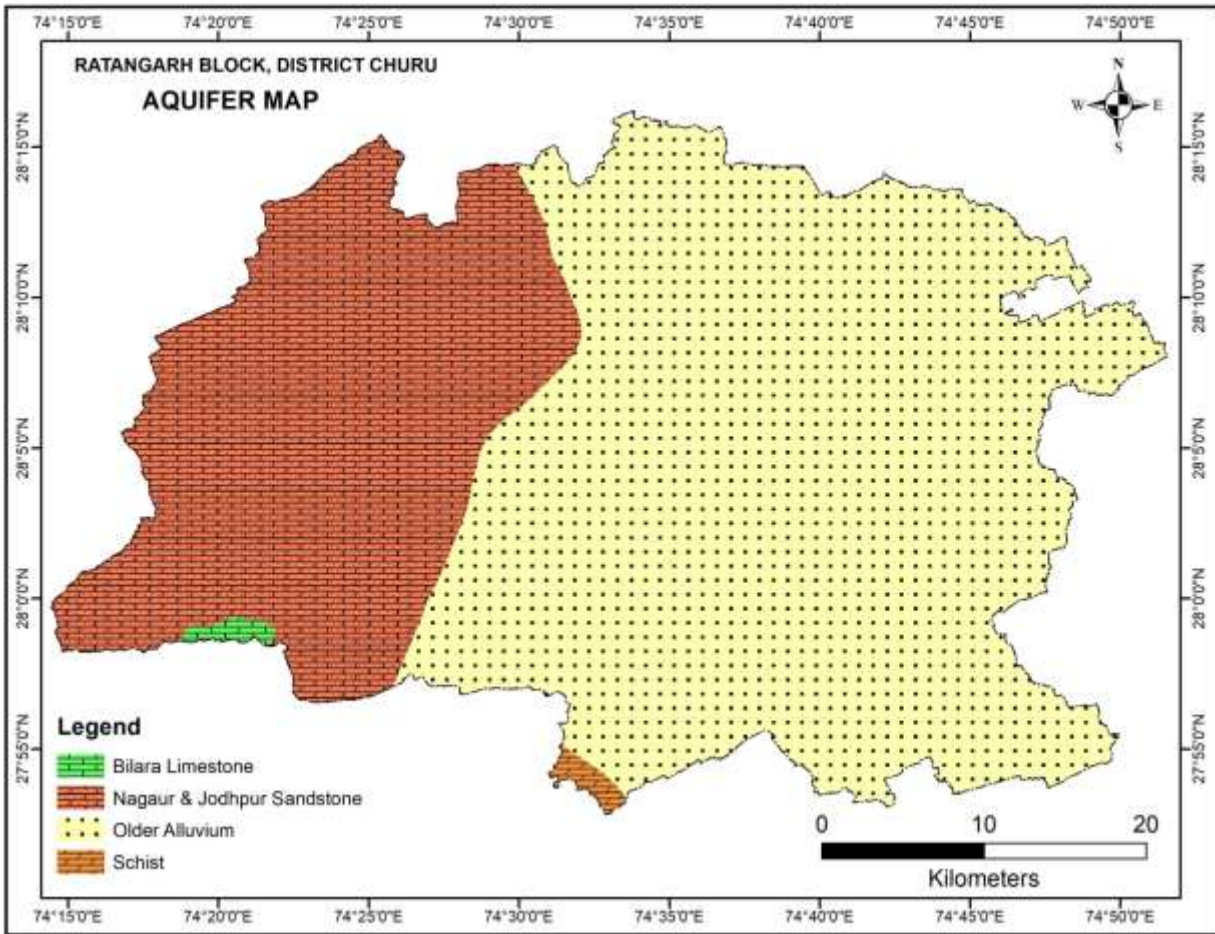 74°15'0"E 74°20'0"E 74°25'0"E 74°30'0"E 74°35'0"E 74°40'0"E 74°45'0"E 74°50'0"E
RATANGARH BLOCK, DISTRICT CHURU
AQUIFER MAP
N
W E
S
28°15'0"N 28°15'0"N
28°10'0"N 28°10'0"N
28°5'0"N 28°5'0"N
28°0'0"N 28°0'0"N
27°55'0"N 27°55'0"N
Legend
Bilara Limestone
Nagaur & Jodhpur Sandstone
Older Alluvium
Schist
0 10 20
Kilometers
74°15'0"E 74°20'0"E 74°25'0"E 74°30'0"E 74°35'0"E 74°40'0"E 74°45'0"E 74°50'0"E